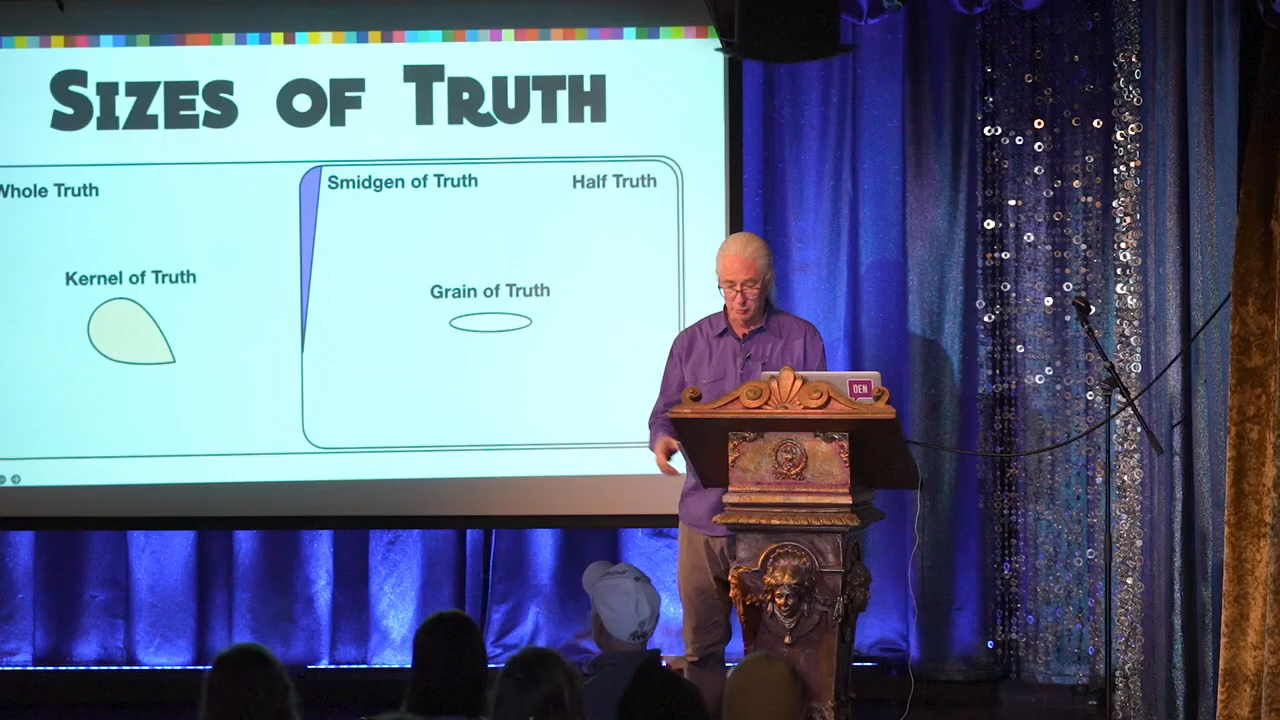 Sizes of Truth
Whole Truth
Smidgen of Truth
Half Truth
Kernel of Truth
Grain of Truth
DEN